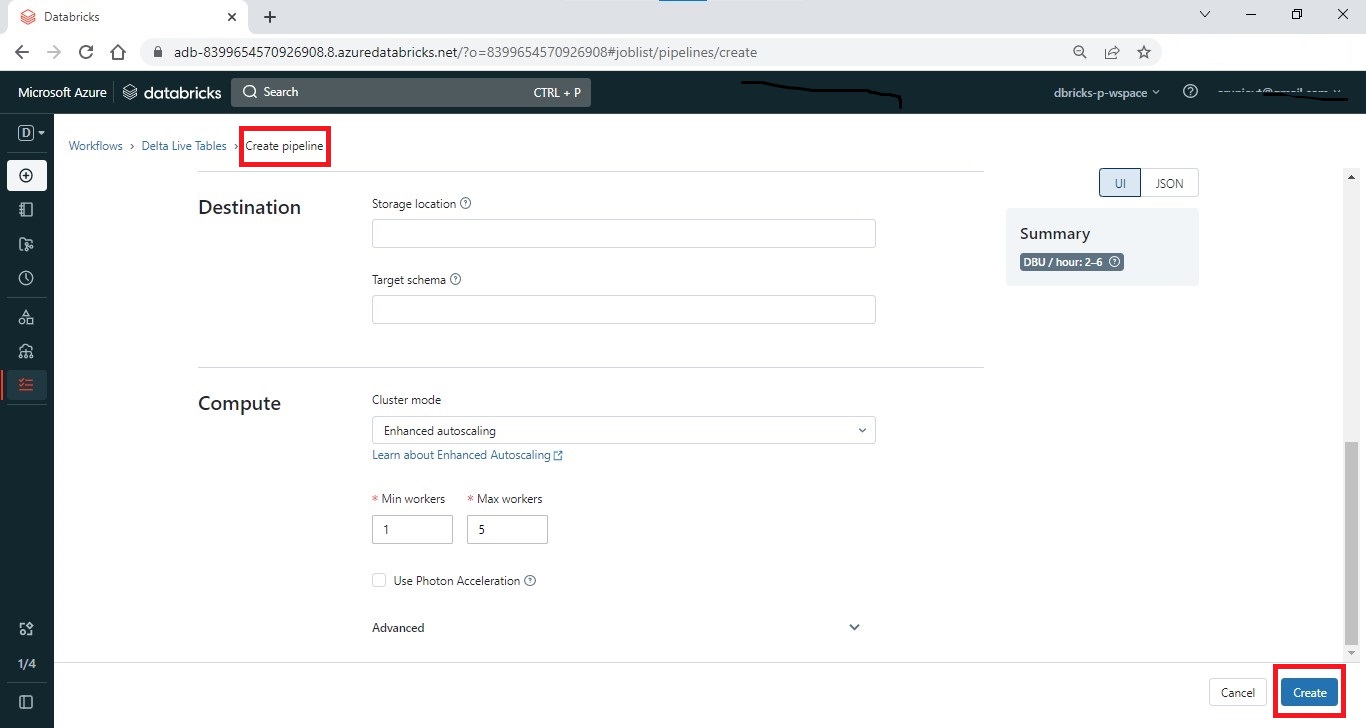 Databricks
adb-8399654570926908.8.azuredatabricks.net/?o=8399654570926908#joblist/pipelines/create
Microsoft Azure databricks Search CTRL + P dbricks-p-wspace
D
Workflows › Delta Live Tables › Create pipeline
UI JSON
Destination
Storage location
Summary
DBU / hour: 2–6
Target schema
Compute
Cluster mode
Enhanced autoscaling
Learn about Enhanced Autoscaling
* Min workers * Max workers
1 5
Use Photon Acceleration
Advanced
1/4
Cancel Create